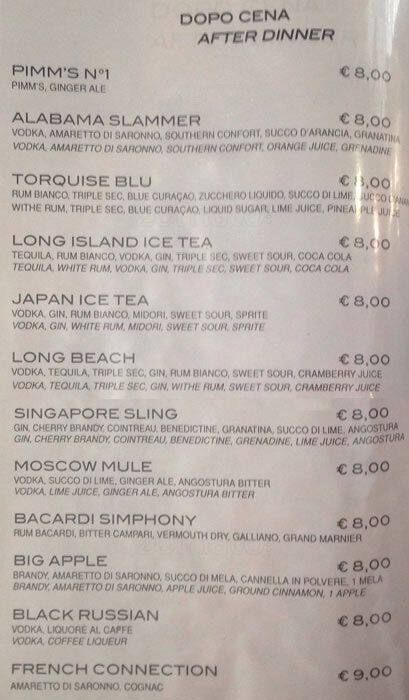 DOPO CENA
AFTER DINNER
PIMM'S N°1 € 8,00
PIMM'S, GINGER ALE
ALABAMA SLAMMER € 8,00
VODKA, AMARETTO DI SARONNO, SOUTHERN CONFORT, SUCCO D'ARANCIA, GRANATINA
VODKA, AMARETTO DI SARONNO, SOUTHERN CONFORT, ORANGE JUICE, GRENADINE
TORQUISE BLU € 8,00
RUM BIANCO, TRIPLE SEC, BLUE CURAÇAO, ZUCCHERO LIQUIDO, SUCCO DI LIME, SUCCO D'ANA
WITHE RUM, TRIPLE SEC, BLUE CURAÇAO, LIQUID SUGAR, LIME JUICE, PINEAPPLE JUICE
LONG ISLAND ICE TEA € 8,00
TEQUILA, RUM BIANCO, VODKA, GIN, TRIPLE SEC, SWEET SOUR, COCA COLA
TEQUILA, WHITE RUM, VODKA, GIN, TRIPLE SEC, SWEET SOUR, COCA COLA
JAPAN ICE TEA € 8,00
VODKA, GIN, RUM BIANCO, MIDORI, SWEET SOUR, SPRITE
VODKA, GIN, WHITE RUM, MIDORI, SWEET SOUR, SPRITE
LONG BEACH € 8,00
VODKA, TEQUILA, TRIPLE SEC, GIN, RUM BIANCO, SWEET SOUR, CRAMBERRY JUICE
VODKA, TEQUILA, TRIPLE SEC, GIN, WITHE RUM, SWEET SOUR, CRAMBERRY JUICE
SINGAPORE SLING € 8,00
GIN, CHERRY BRANDY, COINTREAU, BENEDICTINE, GRANATINA, SUCCO DI LIME, ANGOSTURA
GIN, CHERRY BRANDY, COINTREAU, BENEDICTINE, GRENADINE, LIME JUICE, ANGOSTURA
MOSCOW MULE € 8,00
VODKA, SUCCO DI LIME, GINGER ALE, ANGOSTURA BITTER
VODKA, LIME JUICE, GINGER ALE, ANGOSTURA BITTER
BACARDI SIMPHONY € 8,00
RUM BACARDI, BITTER CAMPARI, VERMOUTH DRY, GALLIANO, GRAND MARNIER
BIG APPLE € 8,00
BRANDY, AMARETTO DI SARONNO, SUCCO DI MELA, CANNELLA IN POLVERE, 1 MELA
BRANDY, AMARETTO DI SARONNO, APPLE JUICE, GROUND CINNAMON, 1 APPLE
BLACK RUSSIAN € 8,00
VODKA, LIQUORE AL CAFFE
VODKA, COFFEE LIQUEUR
FRENCH CONNECTION € 9,00
AMARETTO DI SARONNO, COGNAC